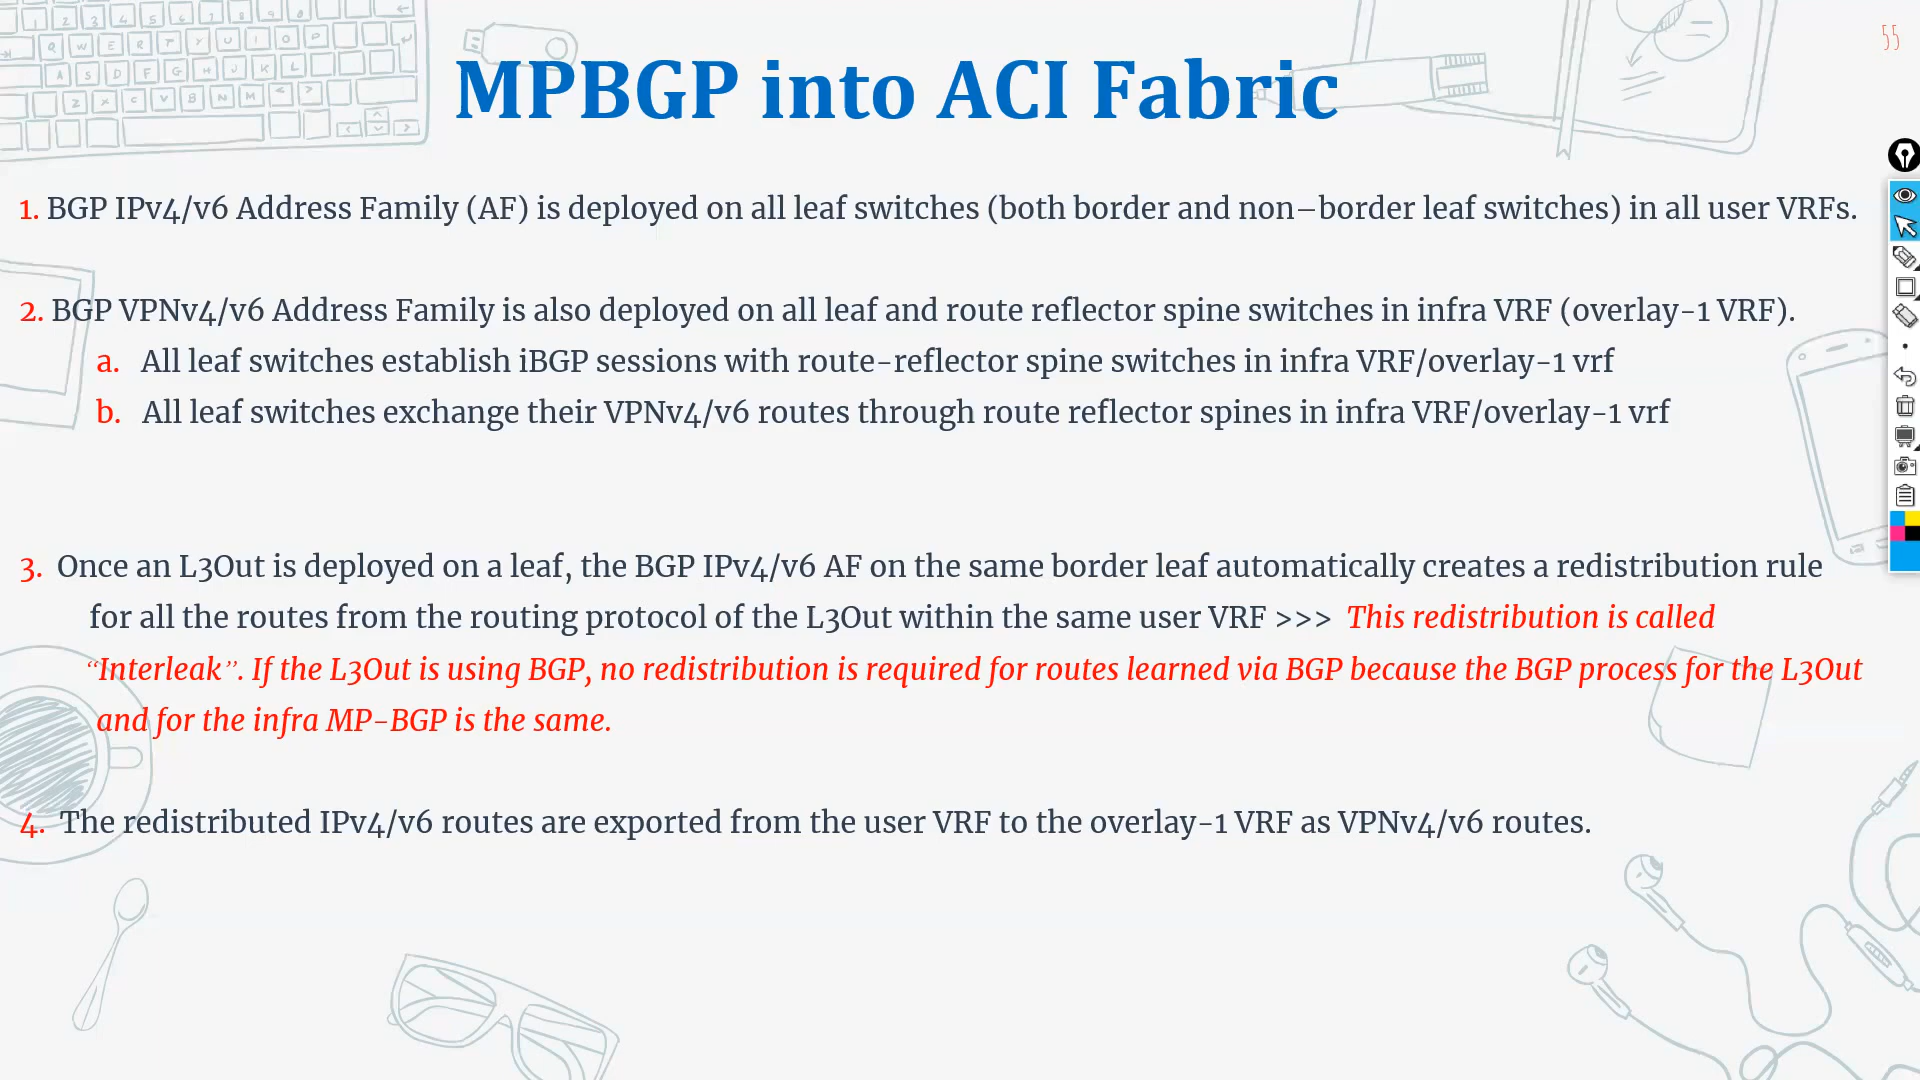 55
MPBGP into ACI Fabric
1. BGP IPv4/v6 Address Family (AF) is deployed on all leaf switches (both border and non–border leaf switches) in all user VRFs.
2. BGP VPNv4/v6 Address Family is also deployed on all leaf and route reflector spine switches in infra VRF (overlay-1 VRF).
a. All leaf switches establish iBGP sessions with route-reflector spine switches in infra VRF/overlay-1 vrf
b. All leaf switches exchange their VPNv4/v6 routes through route reflector spines in infra VRF/overlay-1 vrf
3. Once an L3Out is deployed on a leaf, the BGP IPv4/v6 AF on the same border leaf automatically creates a redistribution rule
for all the routes from the routing protocol of the L3Out within the same user VRF >>> This redistribution is called
“Interleak”. If the L3Out is using BGP, no redistribution is required for routes learned via BGP because the BGP process for the L3Out
and for the infra MP-BGP is the same.
4. The redistributed IPv4/v6 routes are exported from the user VRF to the overlay-1 VRF as VPNv4/v6 routes.